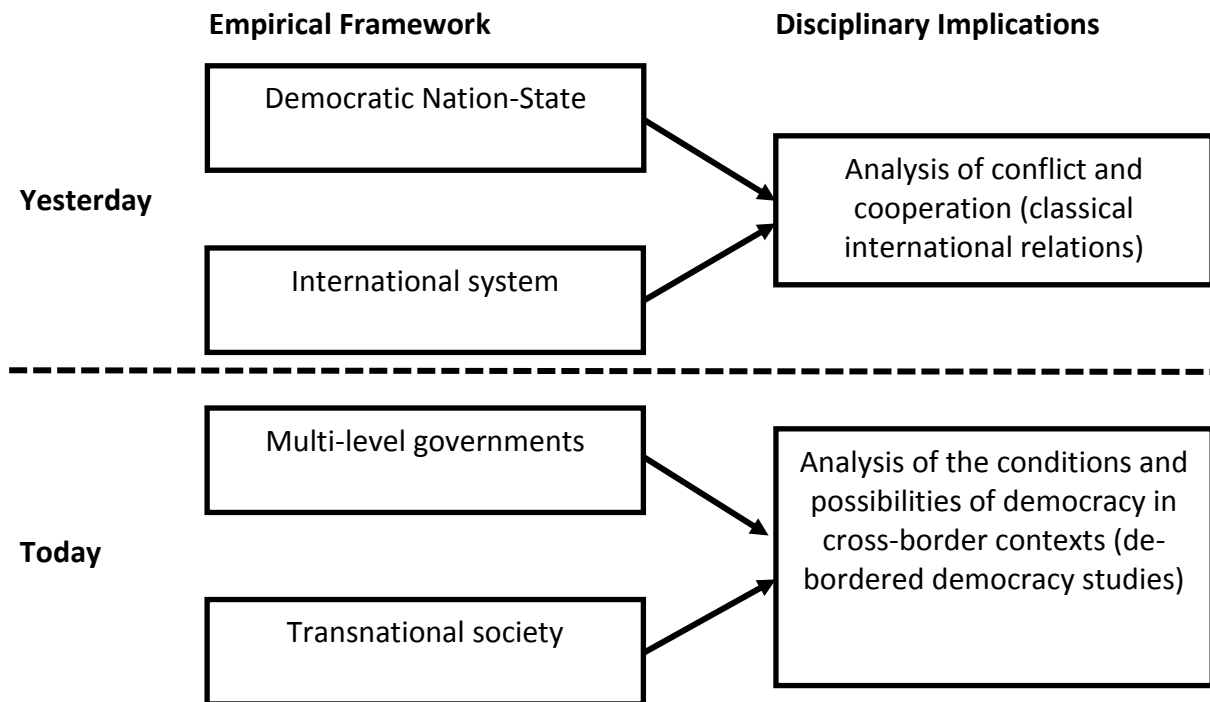 Empirical Framework
Disciplinary Implications
Yesterday
Democratic Nation-State
International system
Analysis of conflict and
cooperation (classical
international relations)
Today
Multi-level governments
Transnational society
Analysis of the conditions and
possibilities of democracy in
cross-border contexts (de-
bordered democracy studies)